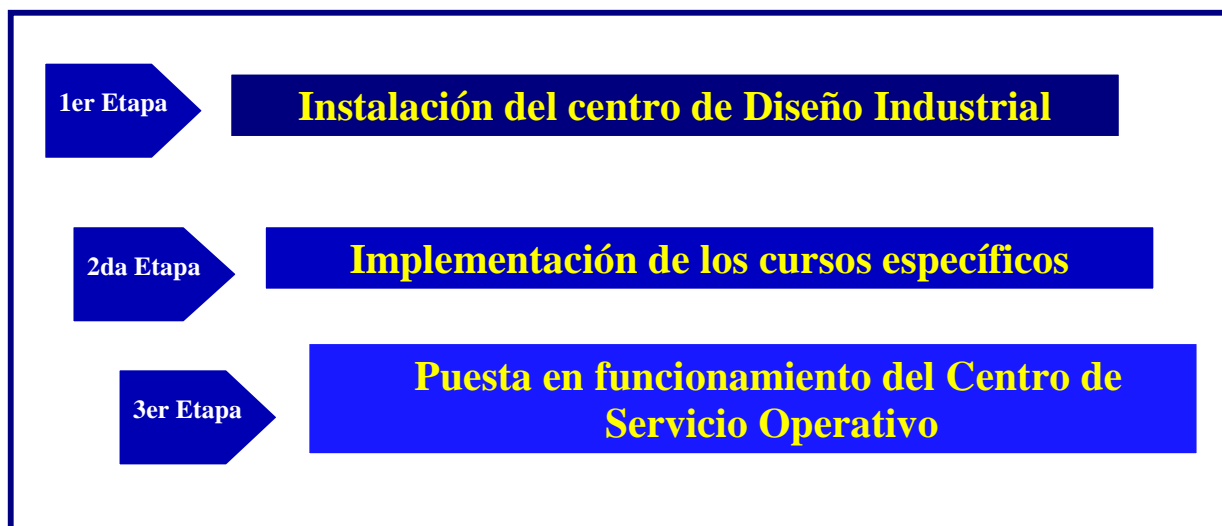 1er Etapa
Instalación del centro de Diseño Industrial
2da Etapa
Implementación de los cursos específicos
3er Etapa
Puesta en funcionamiento del Centro de
Servicio Operativo